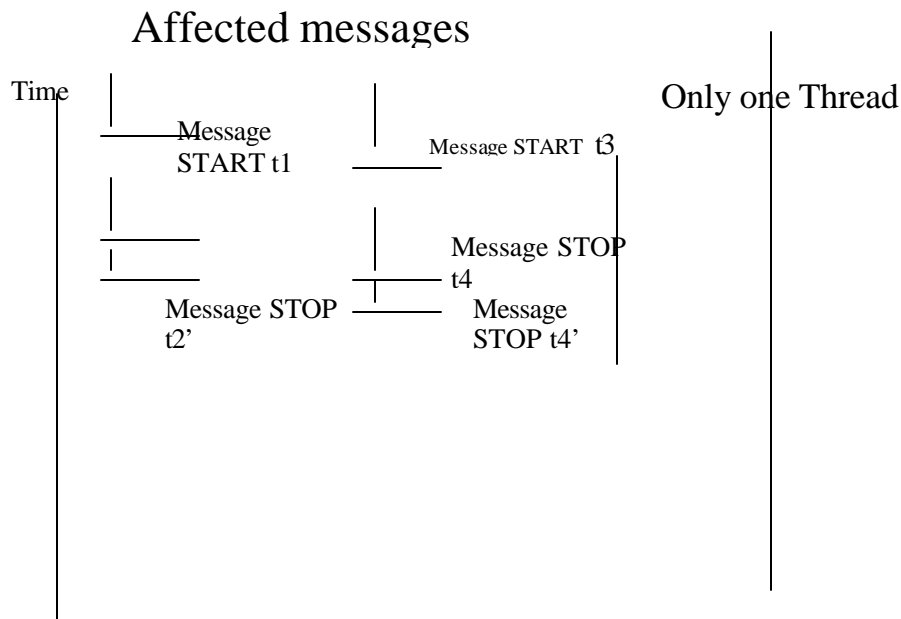 Affected messages
Time
Only one Thread
Message
START t1
Message START t3
Message STOP
t4
Message STOP
t2’
Message
STOP t4’